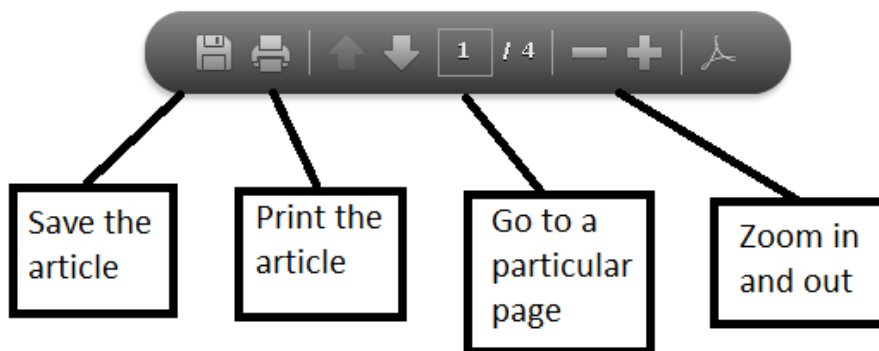 1 / 4
Save the
article
Print the
article
Go to a
particular
page
Zoom in
and out